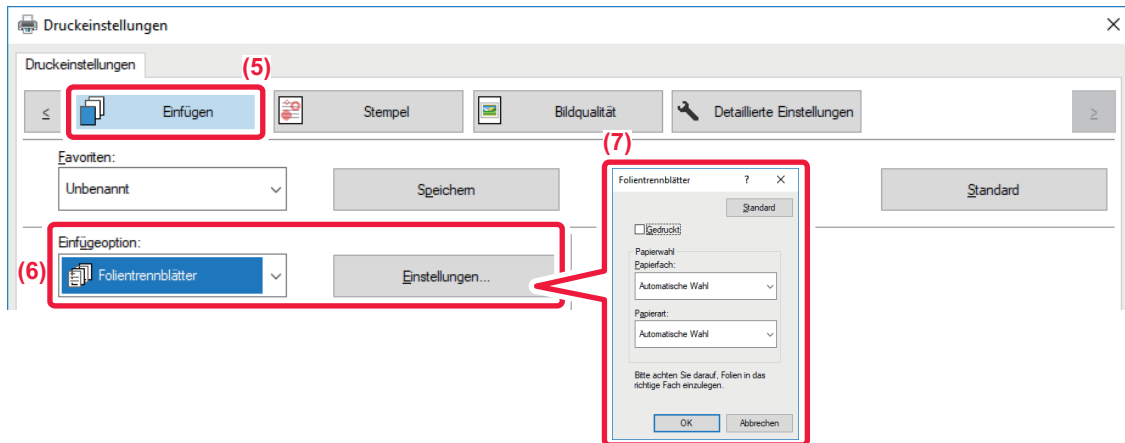 Druckeinstellungen
Druckeinstellungen
(5)
< Einfügen Stempel Bildqualität Detaillierte Einstellungen >
(7)
Favoriten:
Unbenannt Speichern Standard
Einfügeoption:
(6) Folientrennblätter Einstellungen...
Folientrennblätter ?
Standard
Gedruckt
Papierwahl
Papierfach:
Automatische Wahl
Papierart:
Automatische Wahl
Bitte achten Sie darauf, Folien in das
richtige Fach einzulegen.
OK Abbrechen